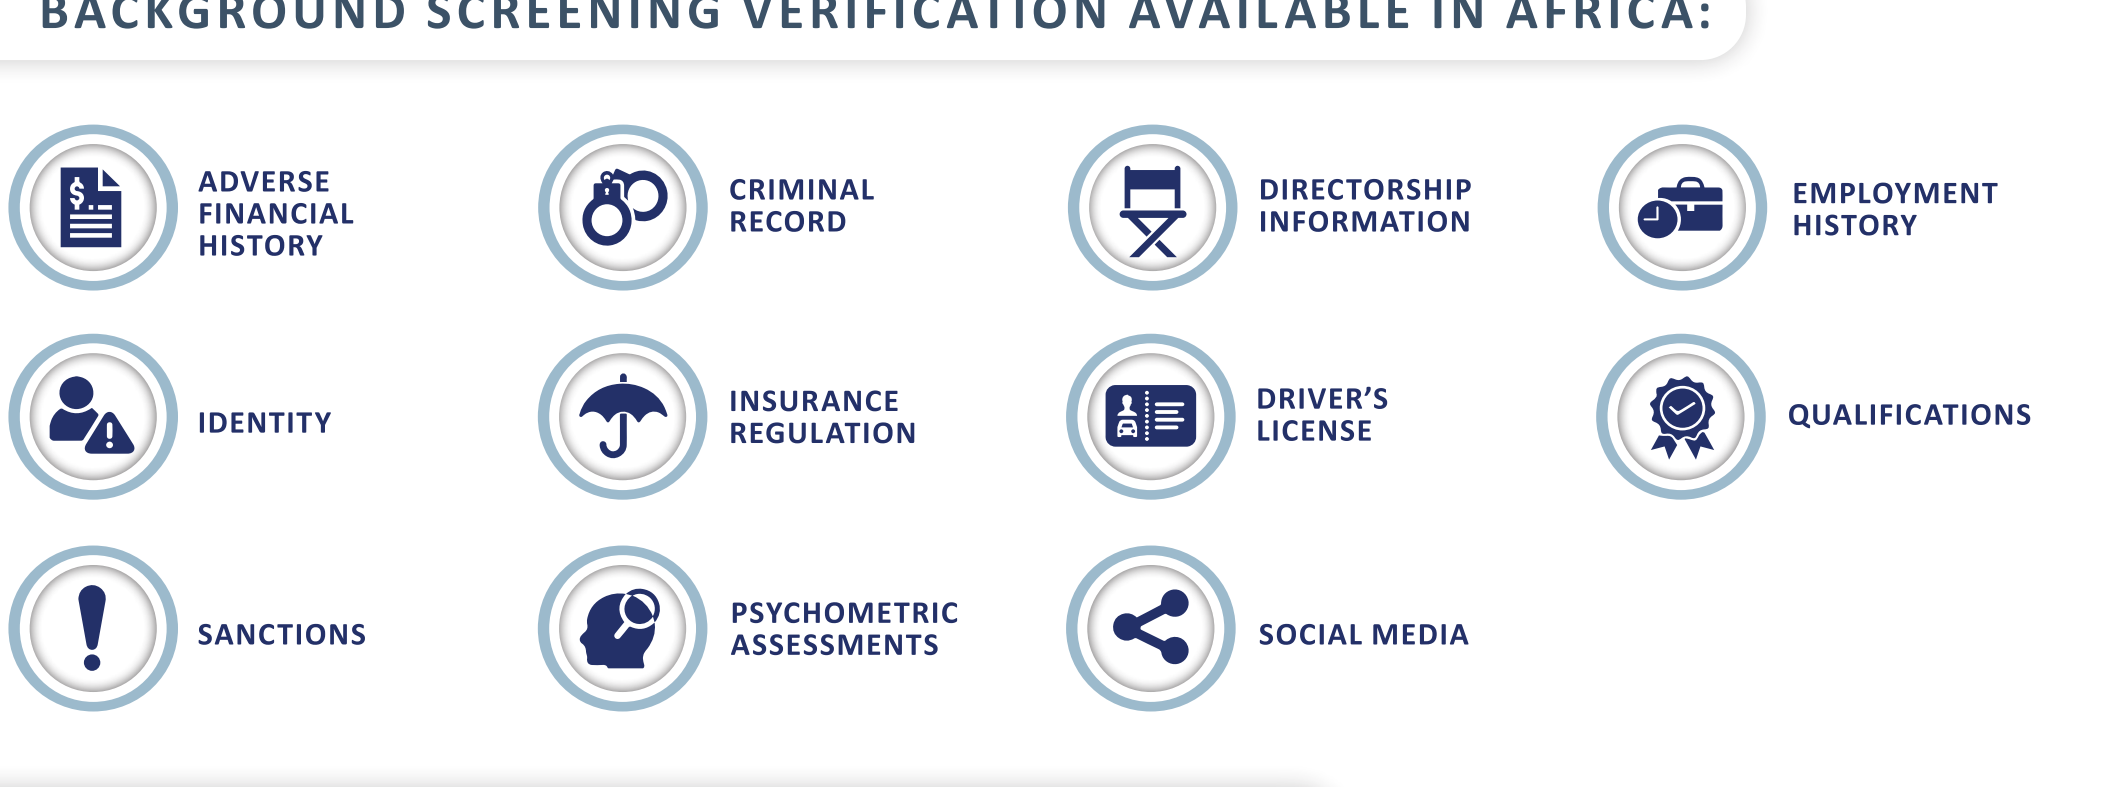 BACKGROUND SCREENING VERIFICATION AVAILABLE IN AFRICA:
ADVERSE
FINANCIAL
HISTORY
CRIMINAL
RECORD
DIRECTORSHIP
INFORMATION
EMPLOYMENT
HISTORY
IDENTITY
INSURANCE
REGULATION
DRIVER’S
LICENSE
QUALIFICATIONS
SANCTIONS
PSYCHOMETRIC
ASSESSMENTS
SOCIAL MEDIA